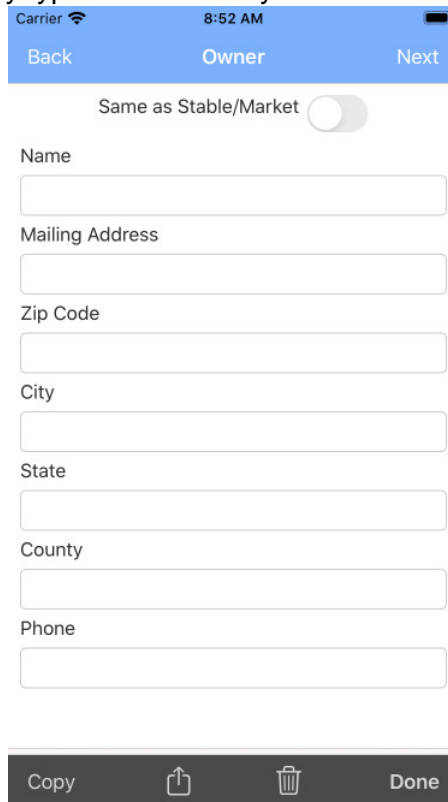 Carrier 8:52 AM
Back Owner Next
Same as Stable/Market
Name
Mailing Address
Zip Code
City
State
County
Phone
Copy Done